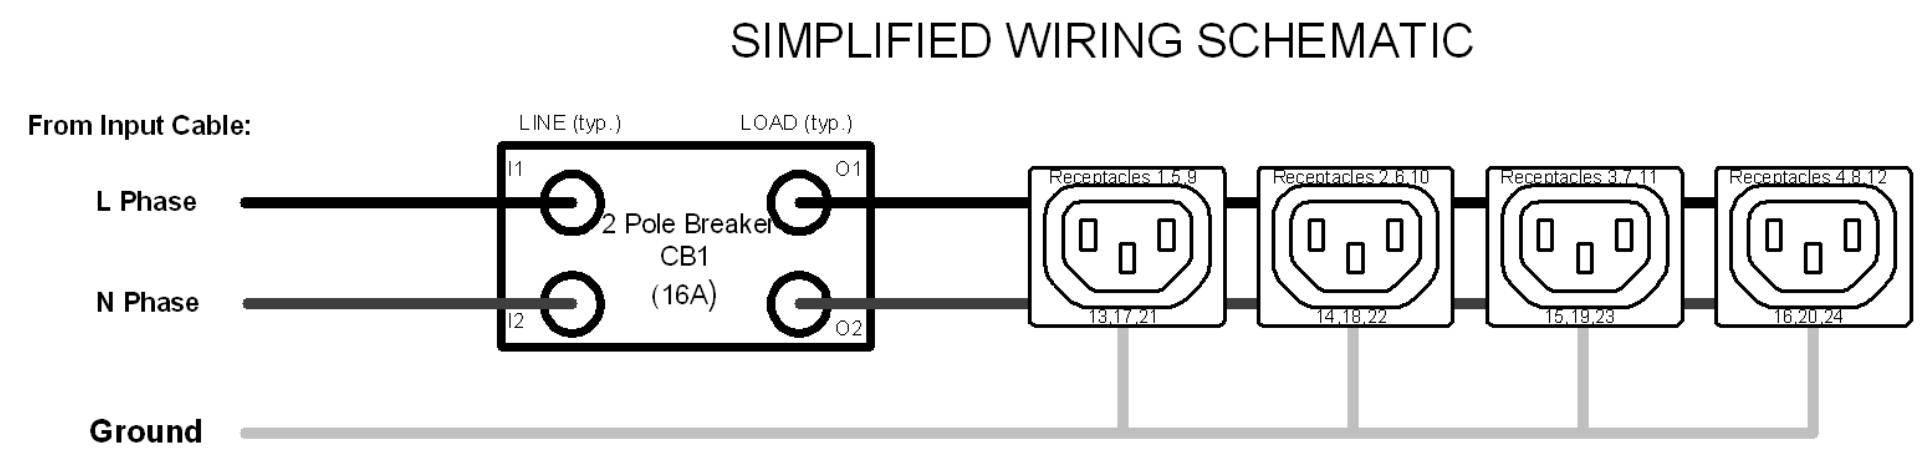 SIMPLIFIED WIRING SCHEMATIC
From Input Cable:
LINE (typ.)
LOAD (typ.)
I1
O1
L Phase
2 Pole Breaker
CB1
(16A)
N Phase
I2
O2
Receptacles 1,5,9
13,17,21
Receptacles 2,6,10
14,18,22
Receptacles 3,7,11
15,19,23
Receptacles 4,8,12
16,20,24
Ground